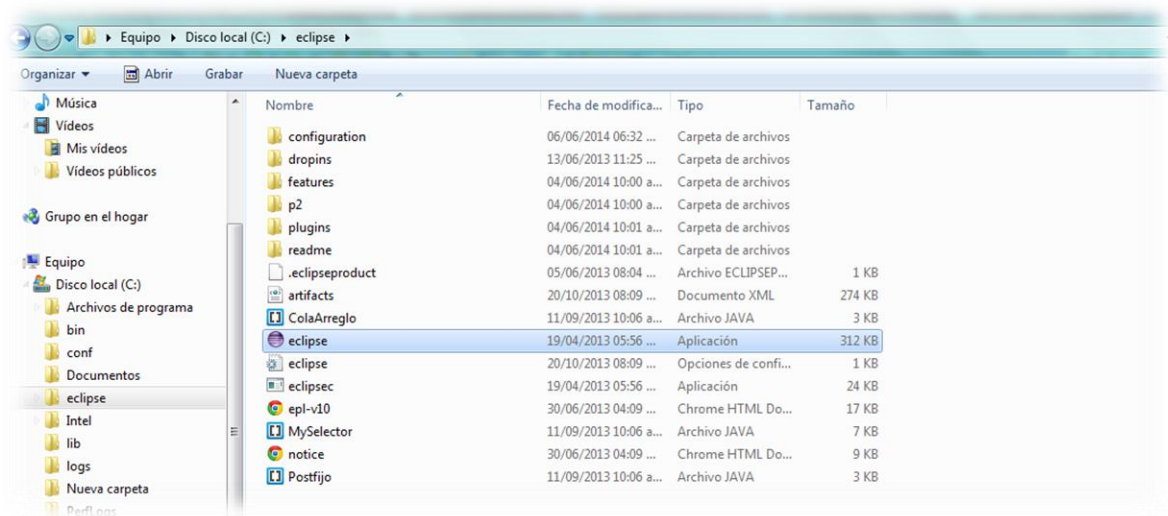 Equipo Disco local (C:) eclipse
Organizar Abrir Grabar Nueva carpeta
Música
Vídeos
Mis vídeos
Vídeos públicos
Grupo en el hogar
Equipo
Disco local (C:)
Archivos de programa
bin
conf
Documentos
eclipse
Intel
lib
logs
Nueva carpeta
PerfLogs
Nombre Fecha de modifica... Tipo Tamaño
configuration 06/06/2014 06:32 ... Carpeta de archivos
dropins 13/06/2013 11:25 ... Carpeta de archivos
features 04/06/2014 10:00 a... Carpeta de archivos
p2 04/06/2014 10:00 a... Carpeta de archivos
plugins 04/06/2014 10:01 a... Carpeta de archivos
readme 04/06/2014 10:01 a... Carpeta de archivos
.eclipseproduct 05/06/2013 08:04 ... Archivo ECLIPSEP... 1 KB
artifacts 20/10/2013 08:09 ... Documento XML 274 KB
ColaArreglo 11/09/2013 10:06 a... Archivo JAVA 3 KB
eclipse 19/04/2013 05:56 ... Aplicación 312 KB
eclipse 20/10/2013 08:09 ... Opciones de confi... 1 KB
eclipsec 19/04/2013 05:56 ... Aplicación 24 KB
epl-v10 30/06/2013 04:09 ... Chrome HTML Do... 17 KB
MySelector 11/09/2013 10:06 a... Archivo JAVA 7 KB
notice 30/06/2013 04:09 ... Chrome HTML Do... 9 KB
Postfijo 11/09/2013 10:06 a... Archivo JAVA 3 KB